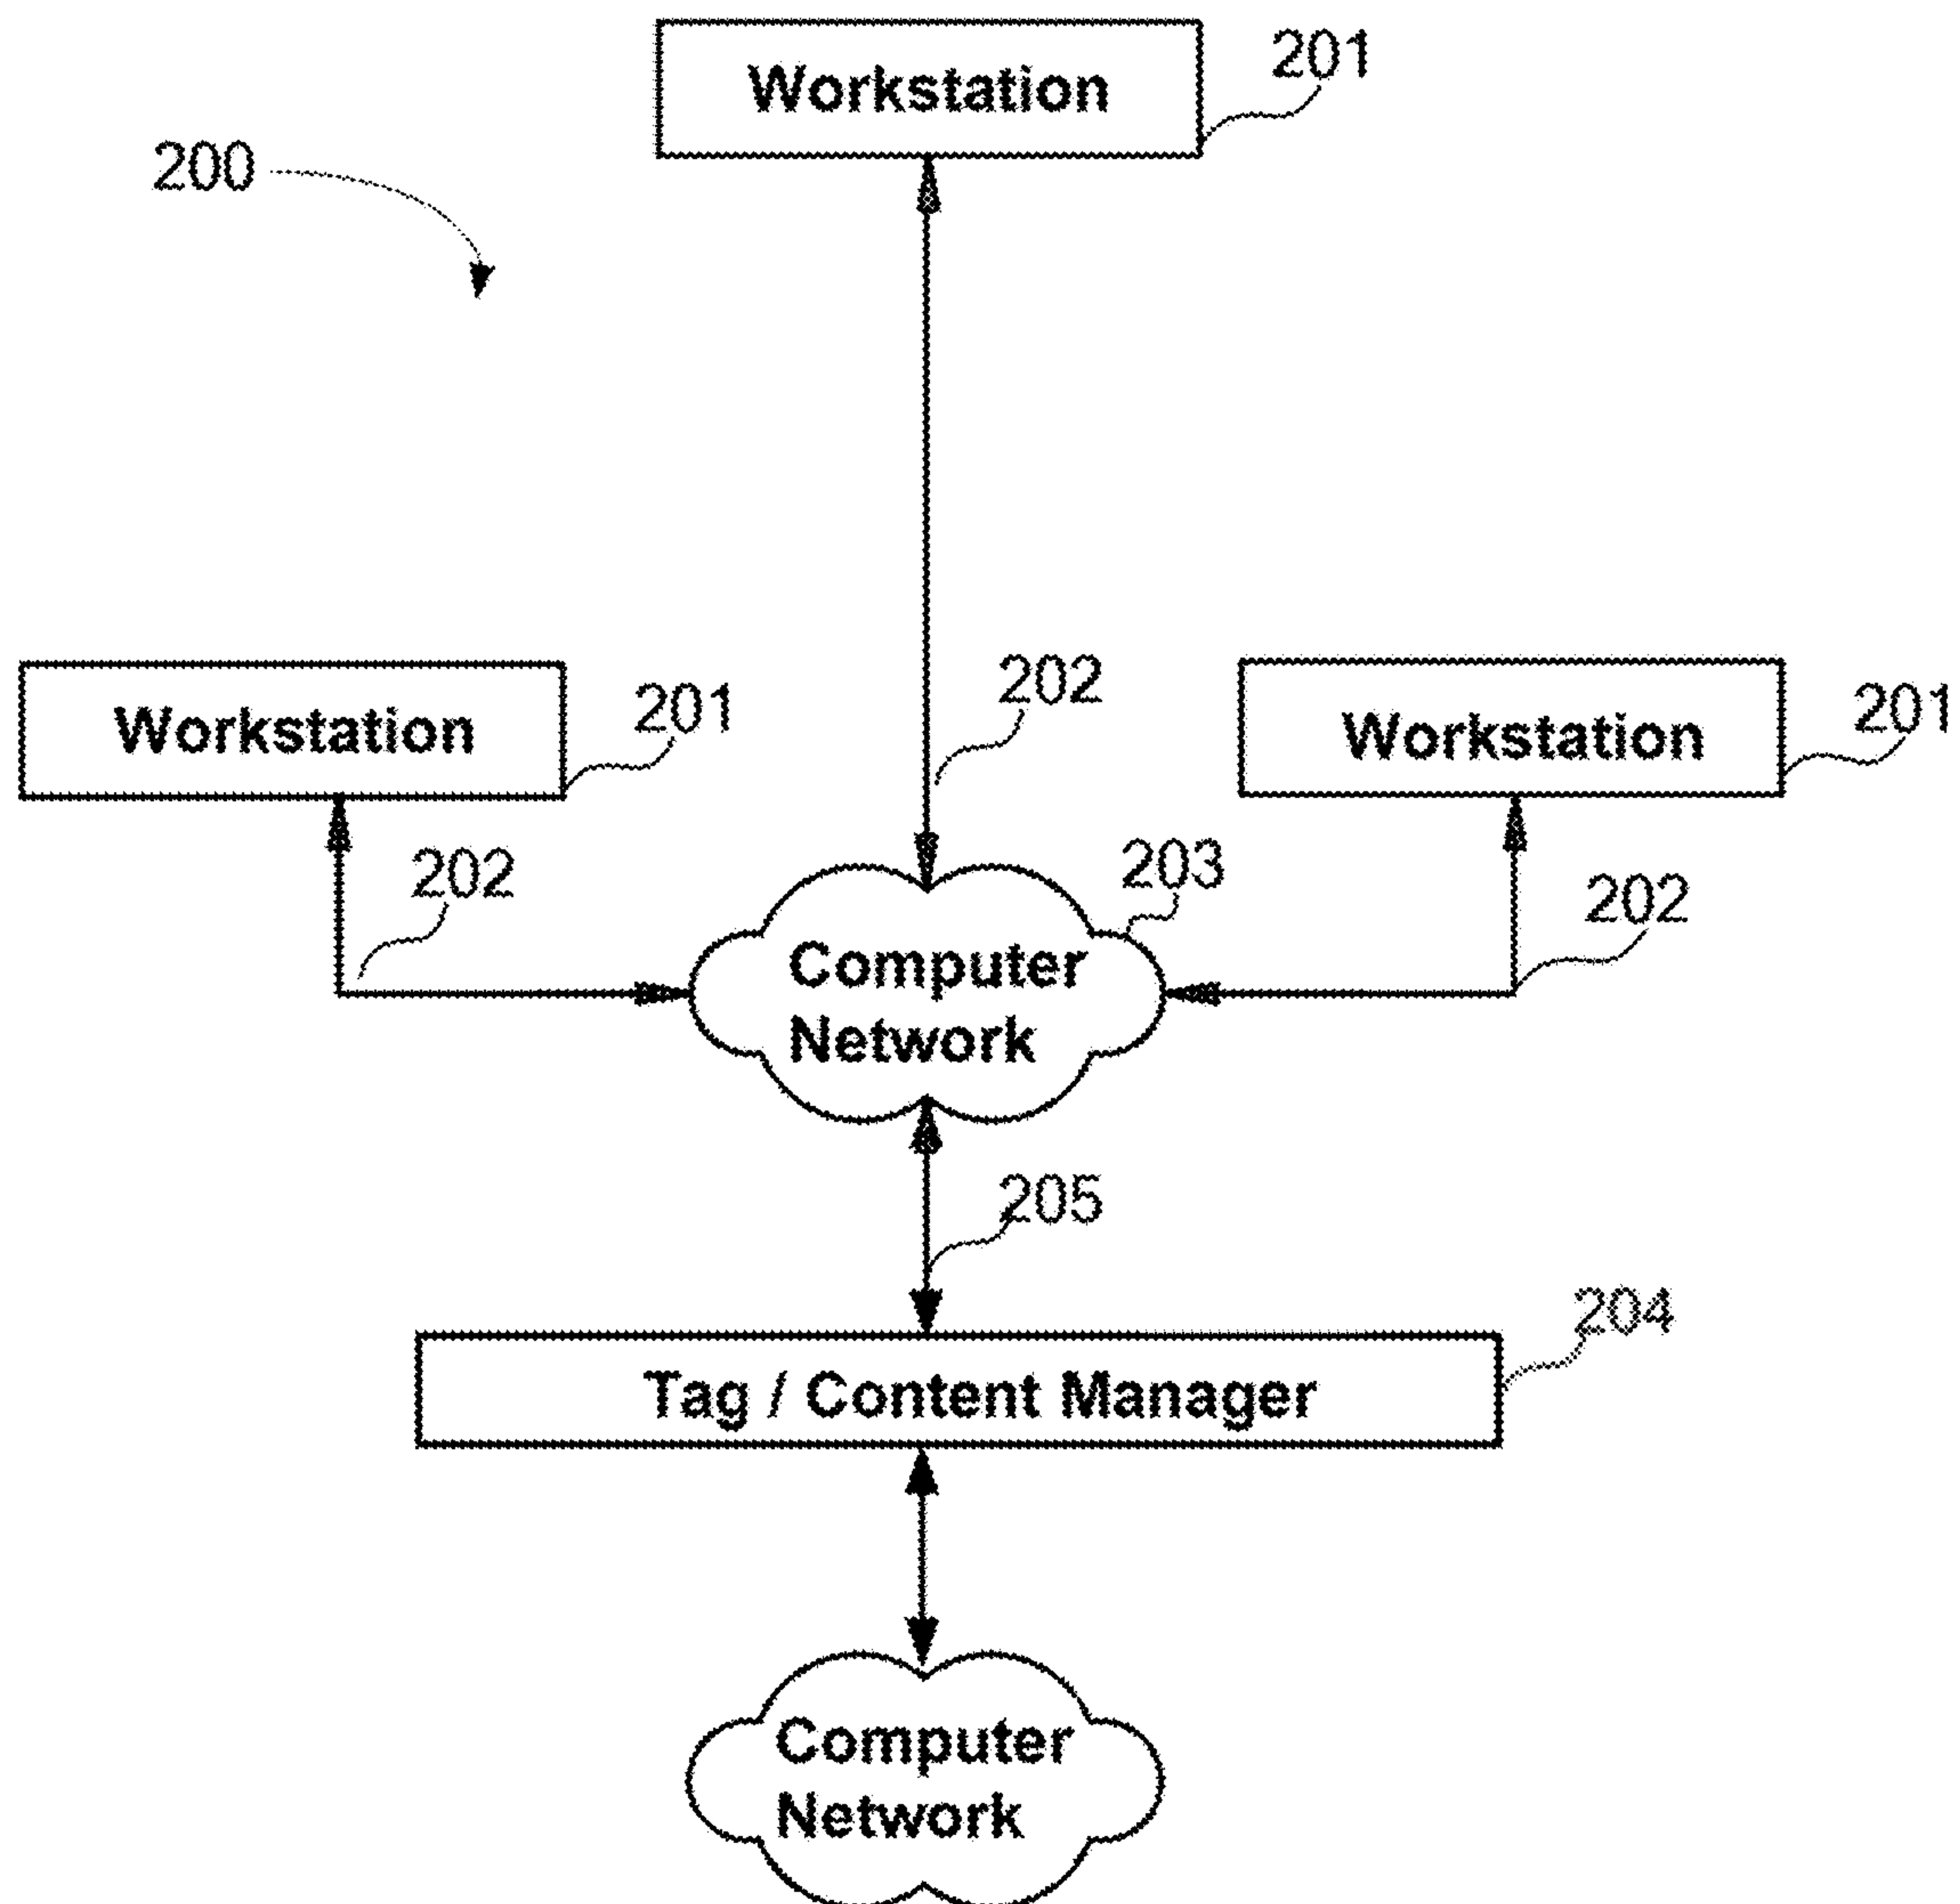 Workstation
201
200
202
Workstation
201
Workstation
201
202
203
202
Computer
Network
205
204
Tag / Content Manager
Computer
Network